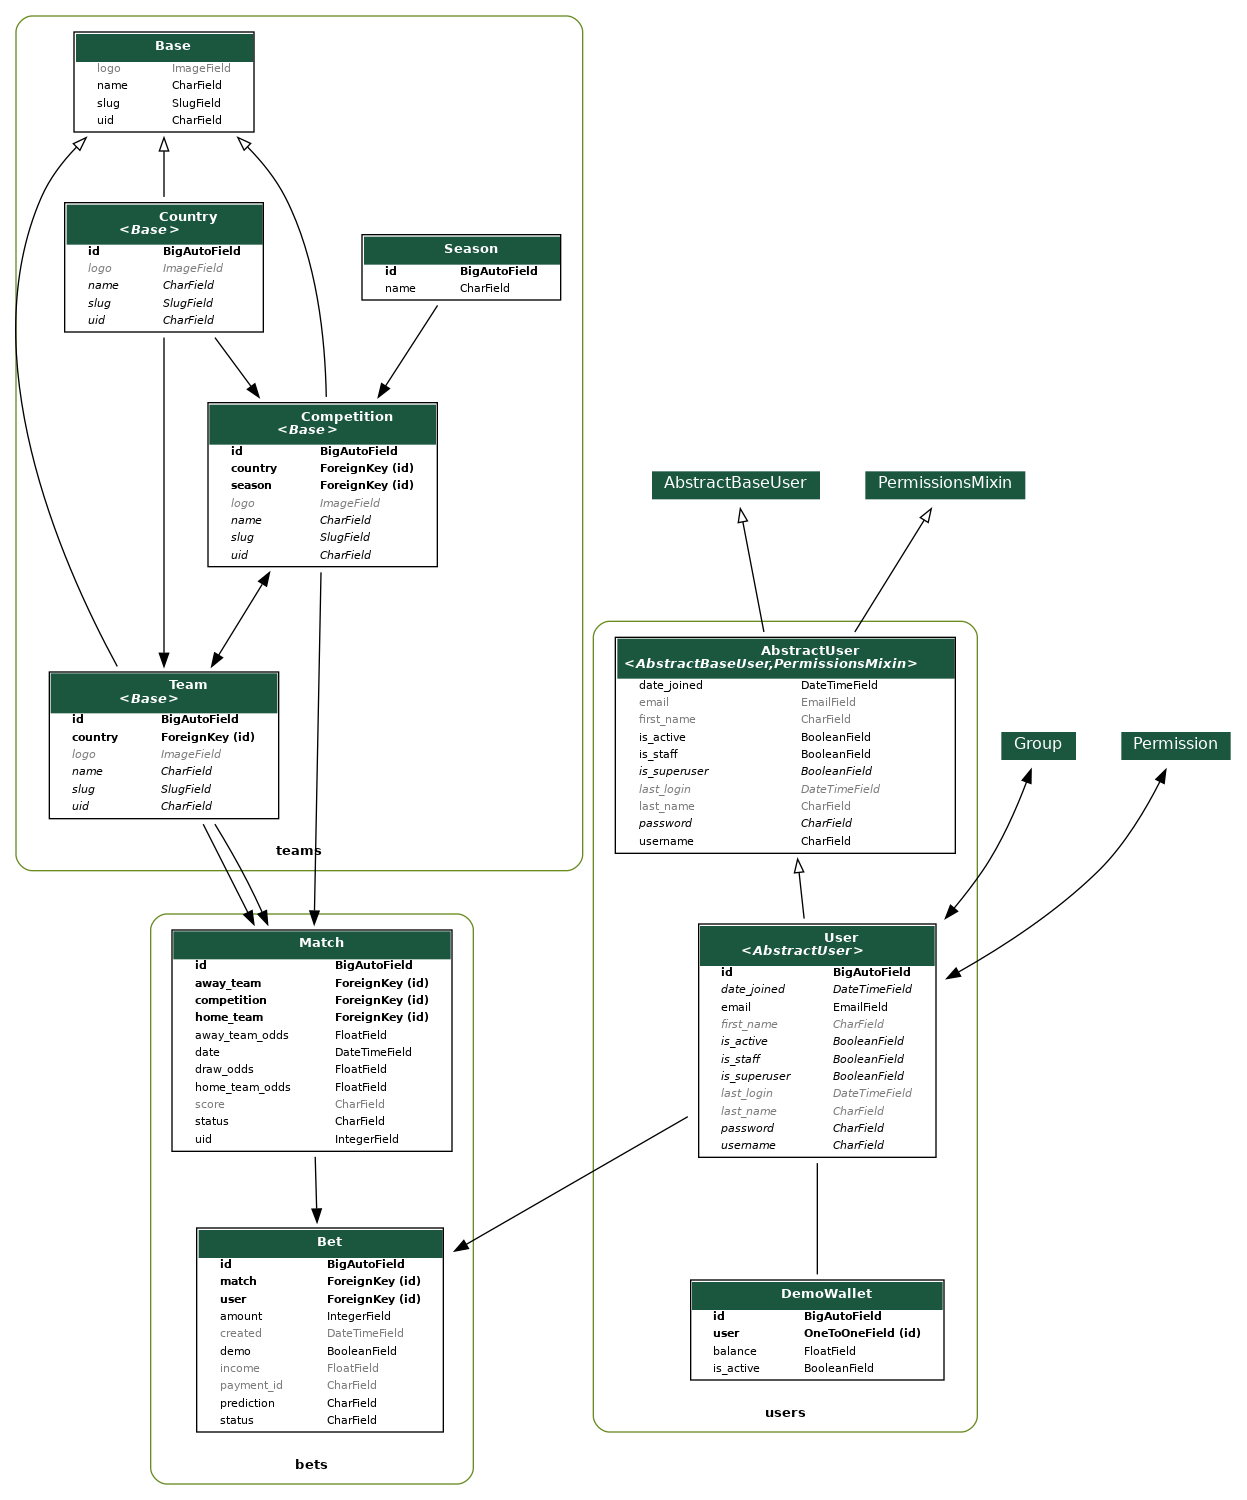 Base
logo ImageField
name CharField
slug SlugField
uid CharField
Country
<Base>
id BigAutoField
logo ImageField
name CharField
slug SlugField
uid CharField
Season
id BigAutoField
name CharField
Competition
<Base>
id BigAutoField
country ForeignKey (id)
season ForeignKey (id)
logo ImageField
name CharField
slug SlugField
uid CharField
Team
<Base>
id BigAutoField
country ForeignKey (id)
logo ImageField
name CharField
slug SlugField
uid CharField
teams
AbstractBaseUser
PermissionsMixin
AbstractUser
<AbstractBaseUser,PermissionsMixin>
date_joined DateTimeField
email EmailField
first_name CharField
is_active BooleanField
is_staff BooleanField
is_superuser BooleanField
last_login DateTimeField
last_name CharField
password CharField
username CharField
Group
Permission
User
<AbstractUser>
id BigAutoField
date_joined DateTimeField
email EmailField
first_name CharField
is_active BooleanField
is_staff BooleanField
is_superuser BooleanField
last_login DateTimeField
last_name CharField
password CharField
username CharField
DemoWallet
id BigAutoField
user OneToOneField (id)
balance FloatField
is_active BooleanField
users
Match
id BigAutoField
away_team ForeignKey (id)
competition ForeignKey (id)
home_team ForeignKey (id)
away_team_odds FloatField
date DateTimeField
draw_odds FloatField
home_team_odds FloatField
score CharField
status CharField
uid IntegerField
Bet
id BigAutoField
match ForeignKey (id)
user ForeignKey (id)
amount IntegerField
created DateTimeField
demo BooleanField
income FloatField
payment_id CharField
prediction CharField
status CharField
bets